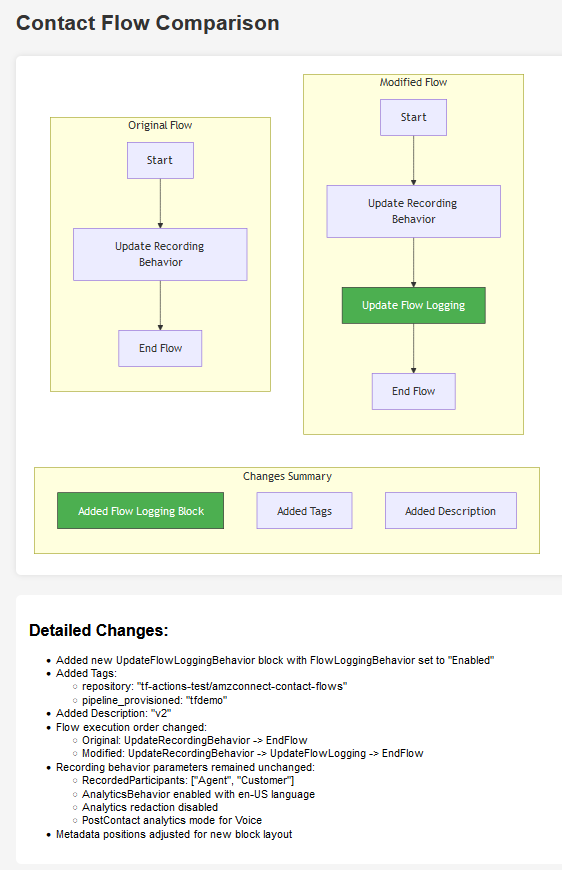 Contact Flow Comparison
Original Flow
Start
Update Recording
Behavior
End Flow
Modified Flow
Start
Update Recording
Behavior
Update Flow Logging
End Flow
Changes Summary
Added Flow Logging Block
Added Tags
Added Description
Detailed Changes:
• Added new UpdateFlowLoggingBehavior block with FlowLoggingBehavior set to "Enabled"
• Added Tags:
○ repository: "tf-actions-test/amzconnect-contact-flows"
○ pipeline_provisioned: "tfdemo"
• Added Description: "v2"
• Flow execution order changed:
○ Original: UpdateRecordingBehavior -> EndFlow
○ Modified: UpdateRecordingBehavior -> UpdateFlowLogging -> EndFlow
• Recording behavior parameters remained unchanged:
○ RecordedParticipants: ["Agent", "Customer"]
○ AnalyticsBehavior enabled with en-US language
○ Analytics redaction disabled
○ PostContact analytics mode for Voice
• Metadata positions adjusted for new block layout